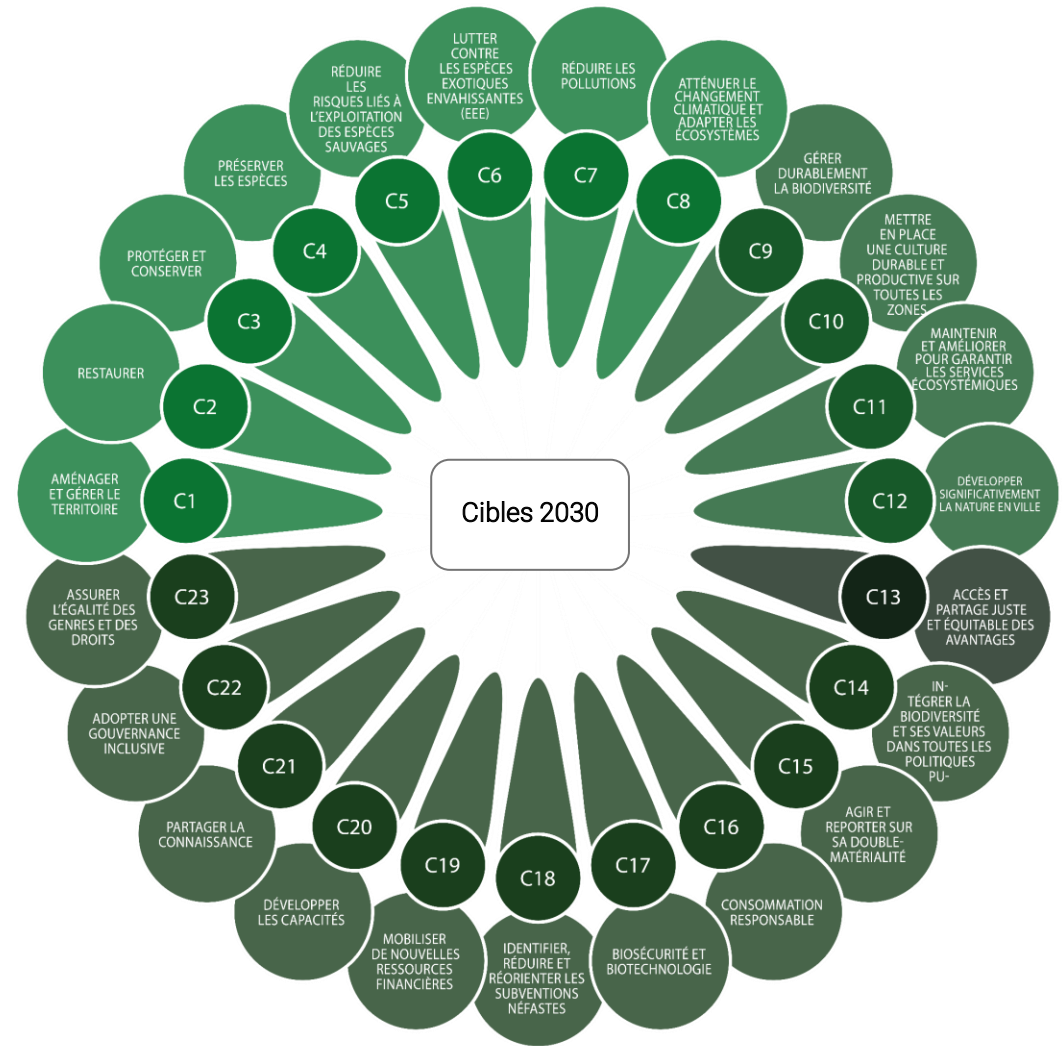 Cibles 2030
C1
AMÉNAGER
ET GÉRER LE
TERRITOIRE
C2
RESTAURER
C3
PROTÉGER ET
CONSERVER
C4
PRÉSERVER
LES ESPÈCES
C5
RÉDUIRE
LES
RISQUES LIÉS À
L'EXPLOITATION
DES ESPÈCES
SAUVAGES
C6
LUTTER
CONTRE
LES ESPÈCES
EXOTIQUES
ENVAHISSANTES
(EEE)
C7
RÉDUIRE LES
POLLUTIONS
C8
ATTÉNUER LE
CHANGEMENT
CLIMATIQUE ET
ADAPTER LES
ÉCOSYSTÈMES
C9
GÉRER
DURABLEMENT
LA BIODIVERSITÉ
C10
METTRE
EN PLACE
UNE CULTURE
DURABLE ET
PRODUCTIVE SUR
TOUTES LES
ZONES
C11
MAINTENIR
ET AMÉLIORER
POUR GARANTIR
LES SERVICES
ÉCOSYSTÉMIQUES
C12
DÉVELOPPER
SIGNIFICATIVEMENT
LA NATURE EN VILLE
C13
ACCÈS ET
PARTAGE JUSTE
ET ÉQUITABLE DES
AVANTAGES
C14
IN-
TÉGRER LA
BIODIVERSITÉ
ET SES VALEURS
DANS TOUTES LES
POLITIQUES
PU-
C15
AGIR ET
REPORTER SUR
SA DOUBLE-
MATÉRIALITÉ
C16
CONSOMMATION
RESPONSABLE
C17
BIOSÉCURITÉ ET
BIOTECHNOLOGIE
C18
IDENTIFIER,
RÉDUIRE ET
RÉORIENTER LES
SUBVENTIONS
NÉFASTES
C19
MOBILISER
DE NOUVELLES
RESSOURCES
FINANCIÈRES
C20
DÉVELOPPER
LES CAPACITÉS
C21
PARTAGER LA
CONNAISSANCE
C22
ADOPTER UNE
GOUVERNANCE
INCLUSIVE
C23
ASSURER
L'ÉGALITÉ DES
GENRES ET DES
DROITS